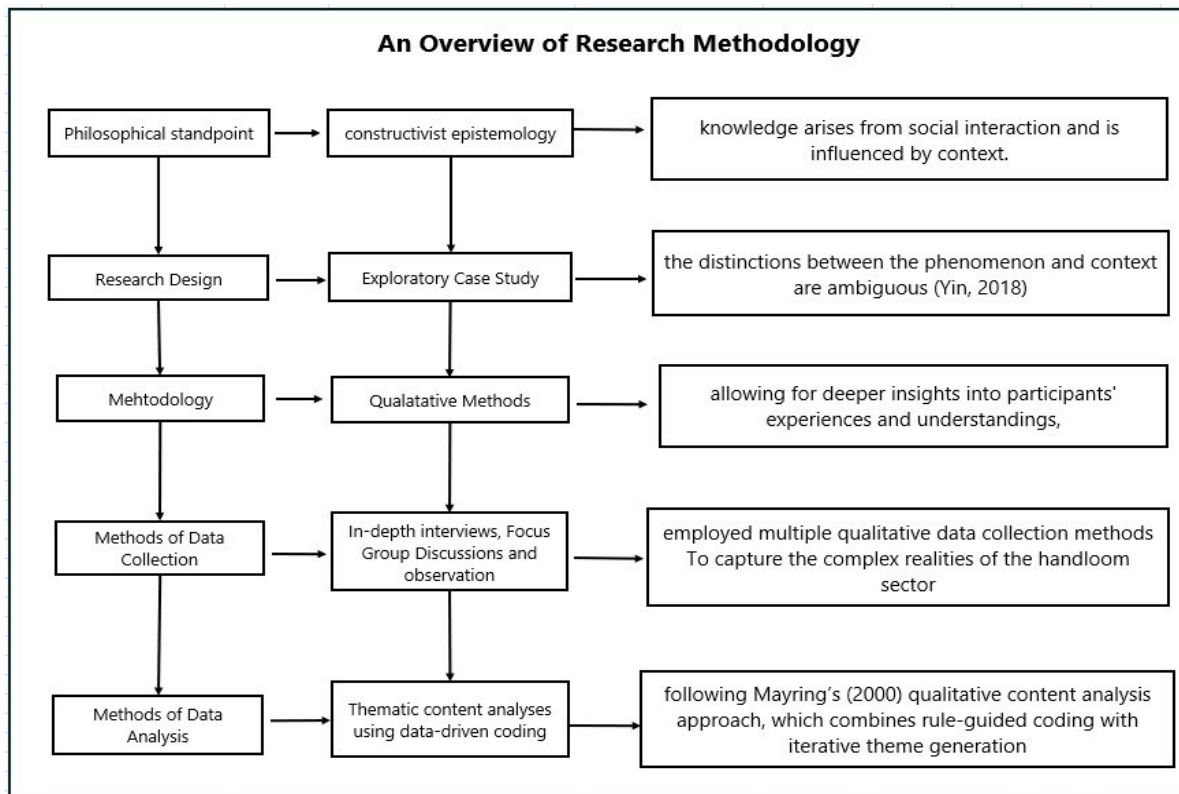 An Overview of Research Methodology
Philosophical standpoint
constructivist epistemology
knowledge arises from social interaction and is
influenced by context.
Research Design
Exploratory Case Study
the distinctions between the phenomenon and context
are ambiguous (Yin, 2018)
Mehtodology
Qualatative Methods
allowing for deeper insights into participants'
experiences and understandings,
Methods of Data
Collection
In-depth interviews, Focus
Group Discussions and
observation
employed multiple qualitative data collection methods
To capture the complex realities of the handloom
sector
Methods of Data
Analysis
Thematic content analyses
using data-driven coding
following Mayring’s (2000) qualitative content analysis
approach, which combines rule-guided coding with
iterative theme generation